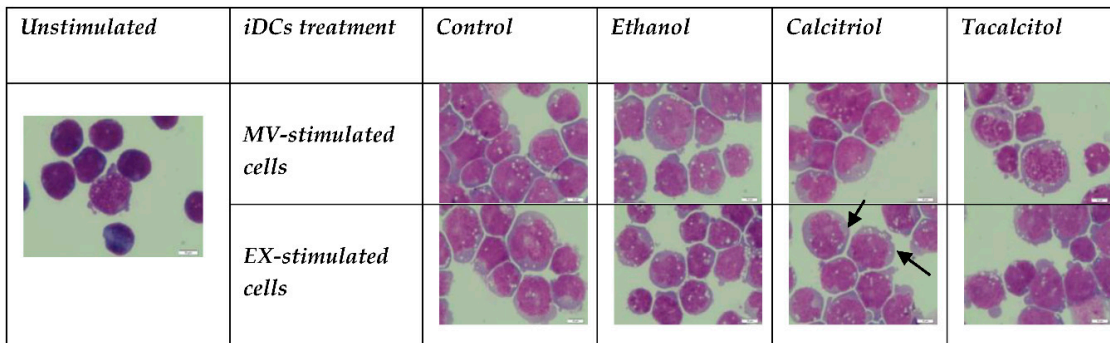 Unstimulated iDCs treatment Control Ethanol Calcitriol Tacalcitol
MV-stimulated
cells
EX-stimulated
cells